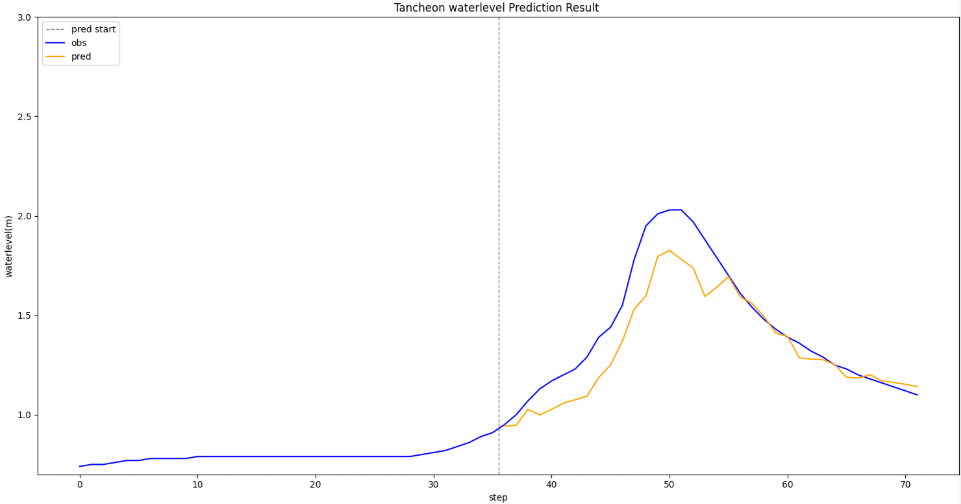 Tancheon waterlevel Prediction Result
pred start
obs
pred
waterlevel(m)
3.0
2.5
2.0
1.5
1.0
0 10 20 30 40 50 60 70
step